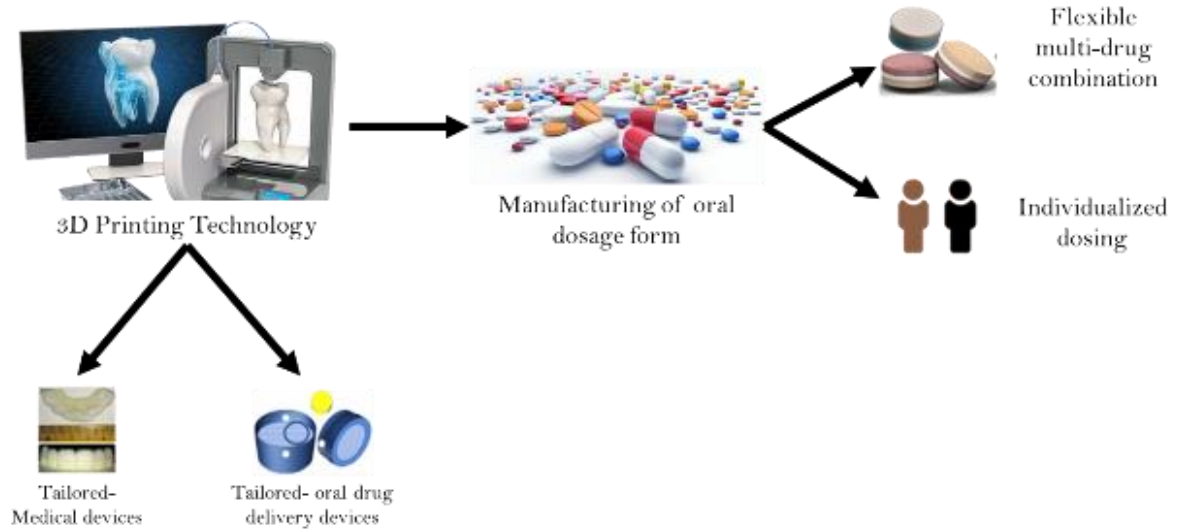 Flexible
multi-drug
combination
3D Printing Technology
Manufacturing of oral
dosage form
Individualized
dosing
Tailored-
Medical devices
Tailored- oral drug
delivery devices